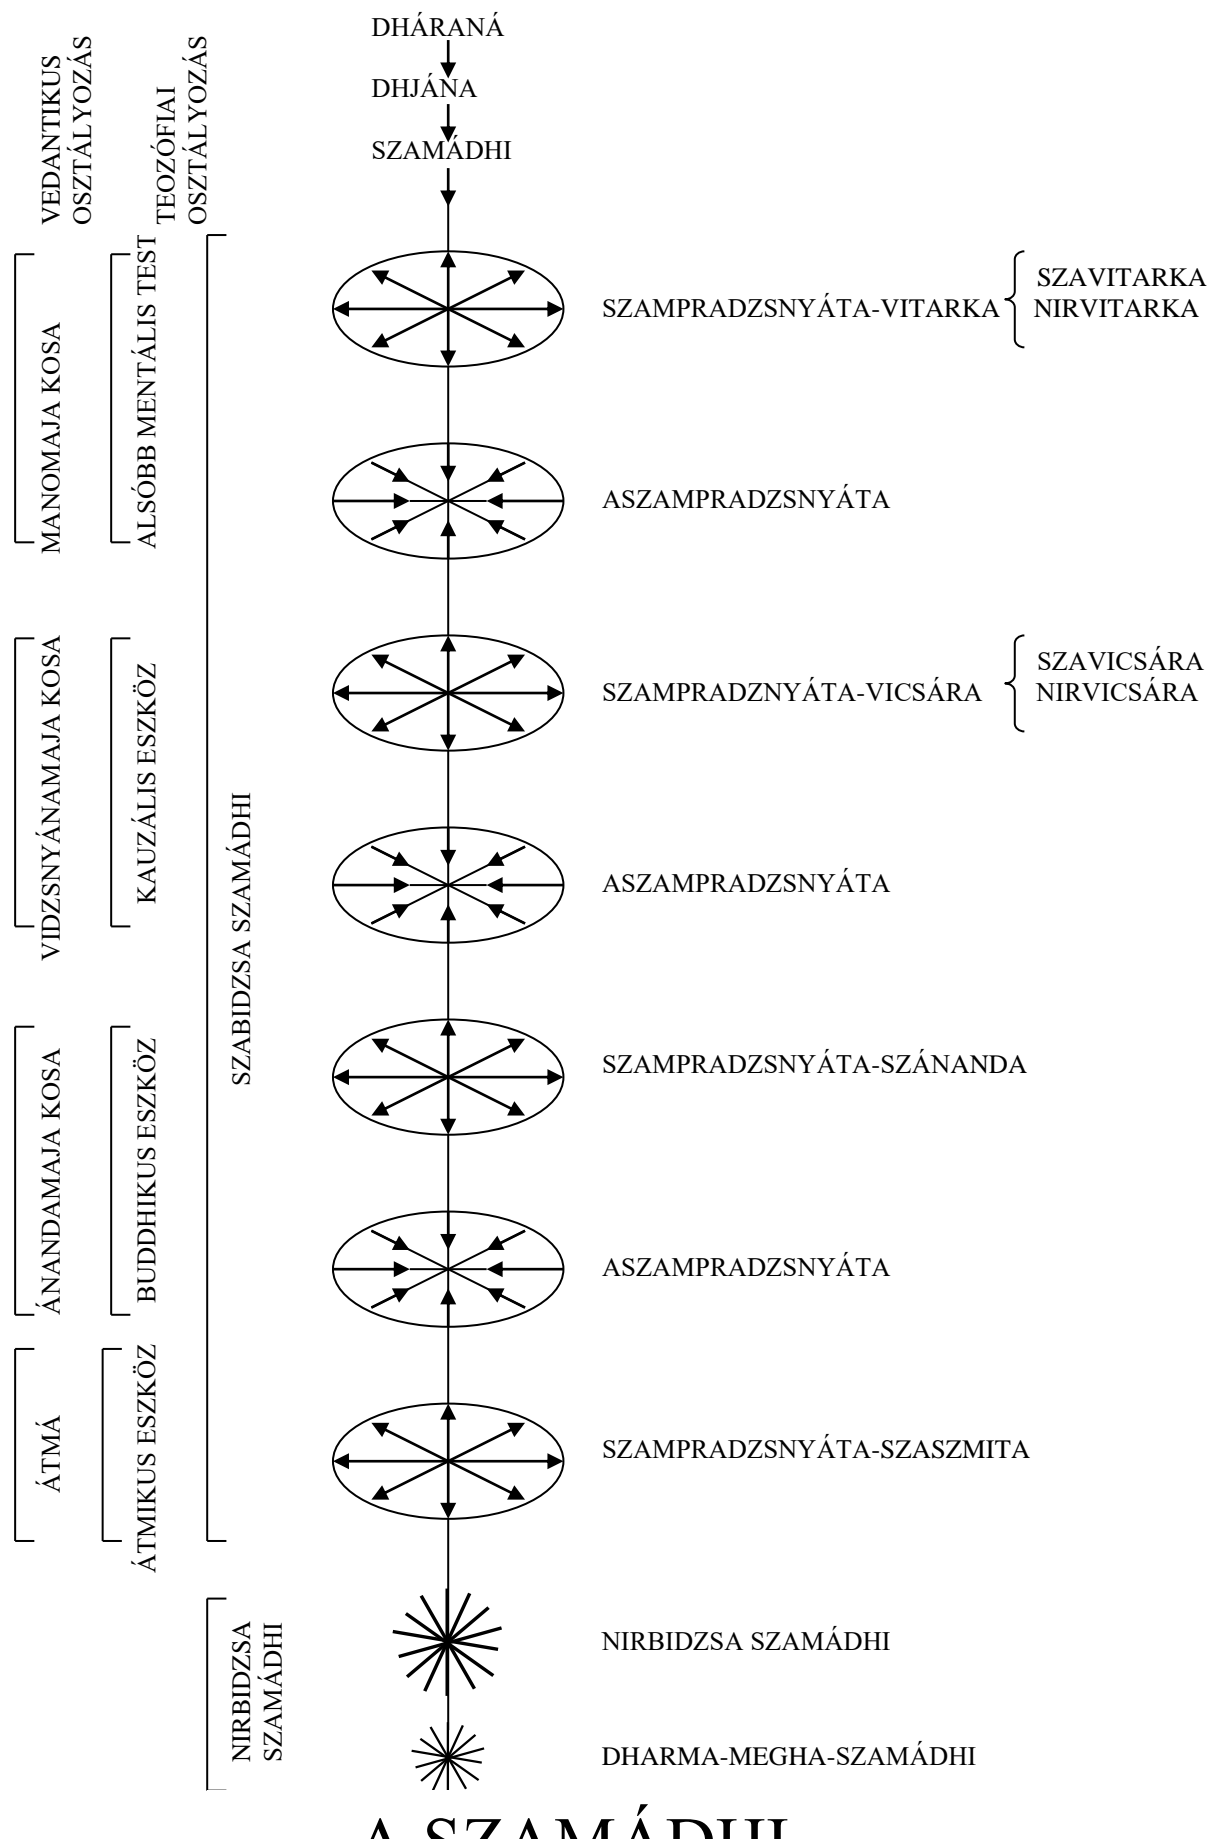 DHÁRANÁ
DHJÁNA
SZAMÁDHI
VEDANTIKUS
OSZTÁLYOZÁS
TEOZÓFIAI
OSZTÁLYOZÁS
MANOMAJA KOSA
ALSÓBB MENTÁLIS TEST
SZAMPRADZSNYÁTA-VITARKA
SZAVITARKA
NIRVITARKA
ASZAMPRADZSNYÁTA
VIDZSNYÁNAMAJA KOSA
KAUZÁLIS ESZKÖZ
SZABIDZSA SZAMÁDHI
SZAMPRADZNYÁTA-VICSÁRA
SZAVICSÁRA
NIRVICSÁRA
ASZAMPRADZSNYÁTA
ÁNANDAMAJA KOSA
BUDDHIKUS ESZKÖZ
SZAMPRADZSNYÁTA-SZÁNANDA
ASZAMPRADZSNYÁTA
ÁTMÁ
ÁTMIKUS ESZKÖZ
SZAMPRADZSNYÁTA-SZASZMITA
NIRBIDZSA
SZAMÁDHI
NIRBIDZSA SZAMÁDHI
DHARMA-MEGHA-SZAMÁDHI
A SZAMÁDHI